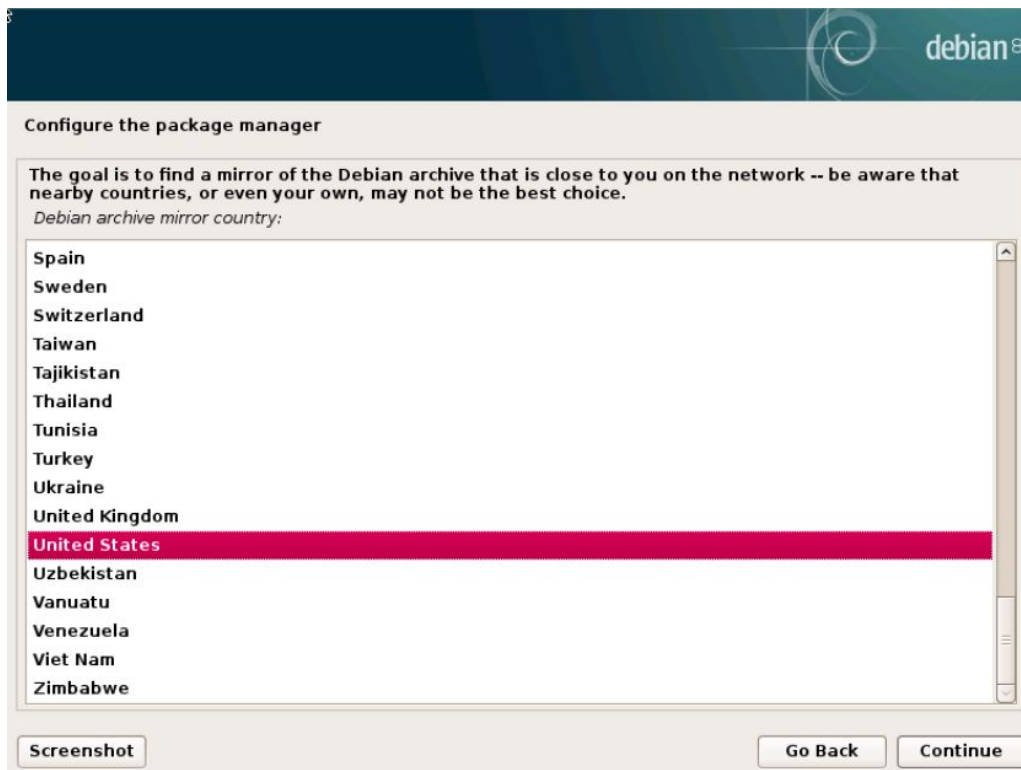 debian 8
Configure the package manager
The goal is to find a mirror of the Debian archive that is close to you on the network -- be aware that
nearby countries, or even your own, may not be the best choice.
Debian archive mirror country:
Spain
Sweden
Switzerland
Taiwan
Tajikistan
Thailand
Tunisia
Turkey
Ukraine
United Kingdom
United States
Uzbekistan
Vanuatu
Venezuela
Viet Nam
Zimbabwe
Screenshot
Go Back
Continue